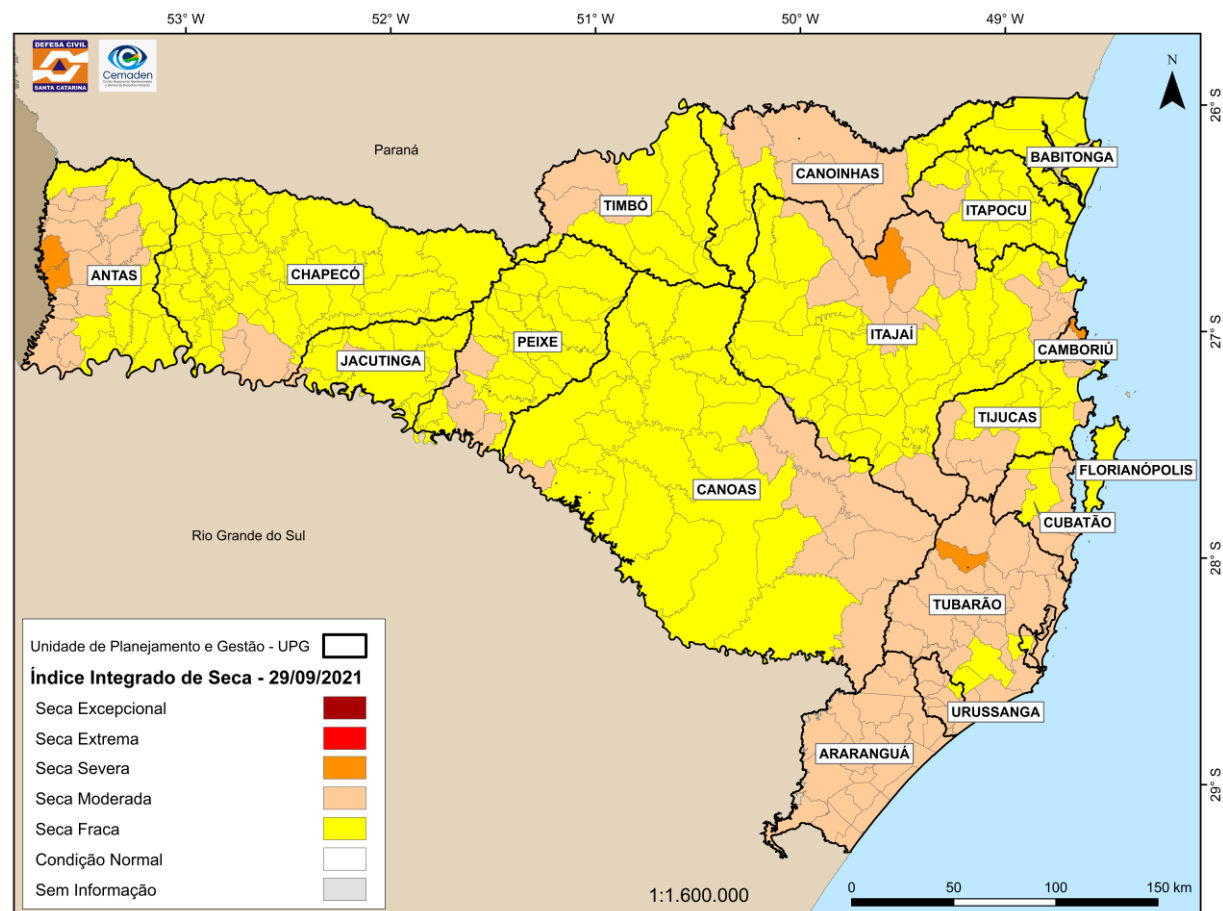 53° W
52° W
51° W
50° W
49° W
DEFESA CIVIL
SANTA CATARINA
Cemaden
N
26° S
Paraná
BABITONGA
CANOINHAS
TIMBÓ
ITAPOCU
ANTAS
CHAPECÓ
ITAJAÍ
27° S
PEIXE
CAMBORIÚ
JACUTINGA
TIJUCAS
FLORIANÓPOLIS
CANOAS
CUBATÃO
Rio Grande do Sul
28° S
TUBARÃO
URUSSANGA
ARARANGUÁ
29° S
Unidade de Planejamento e Gestão - UPG
Índice Integrado de Seca - 29/09/2021
Seca Excepcional
Seca Extrema
Seca Severa
Seca Moderada
Seca Fraca
Condição Normal
Sem Informação
1:1.600.000
0 50 100 150 km